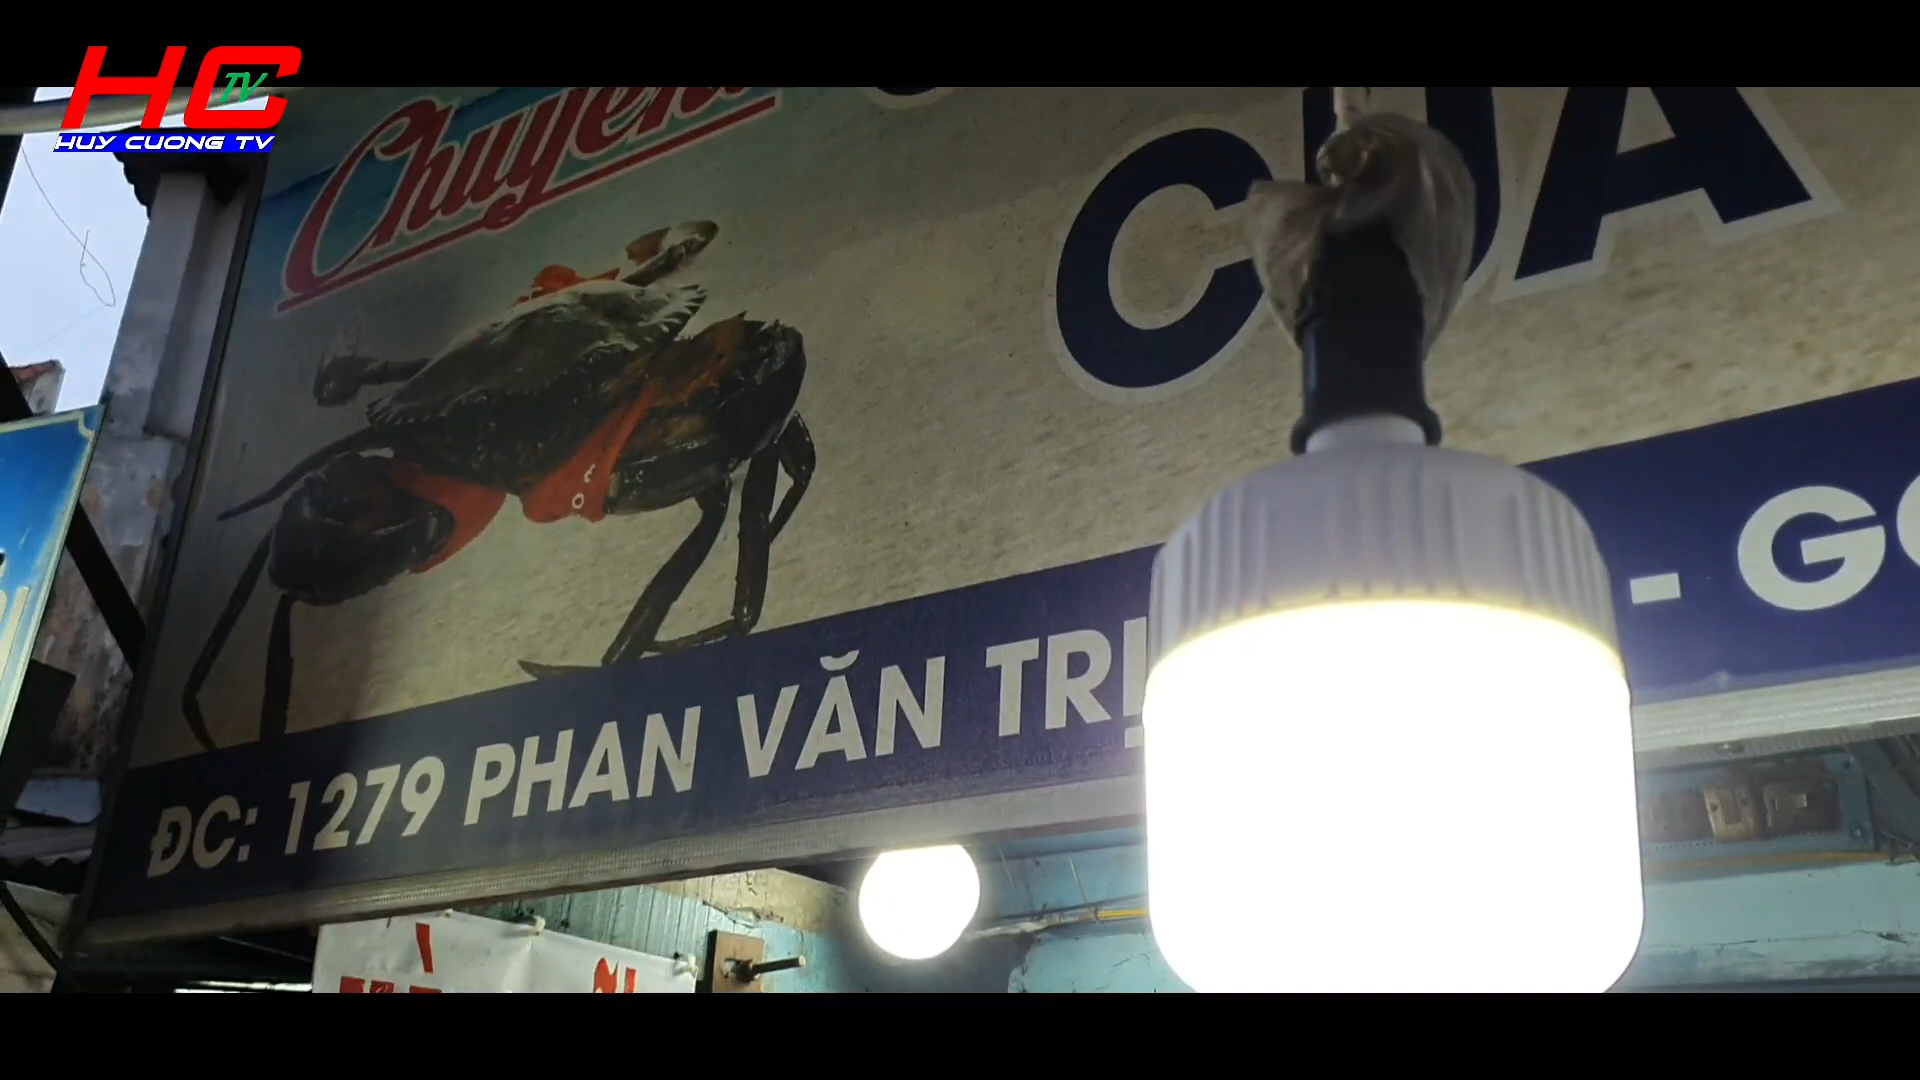 HC
TV
HUY CUONG TV
Chuyên
CUA
ĐC: 1279 PHAN VĂN TRỊ - G